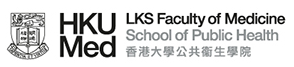 HKU
Med
LKS Faculty of Medicine
School of Public Health
香港大學公共衞生學院